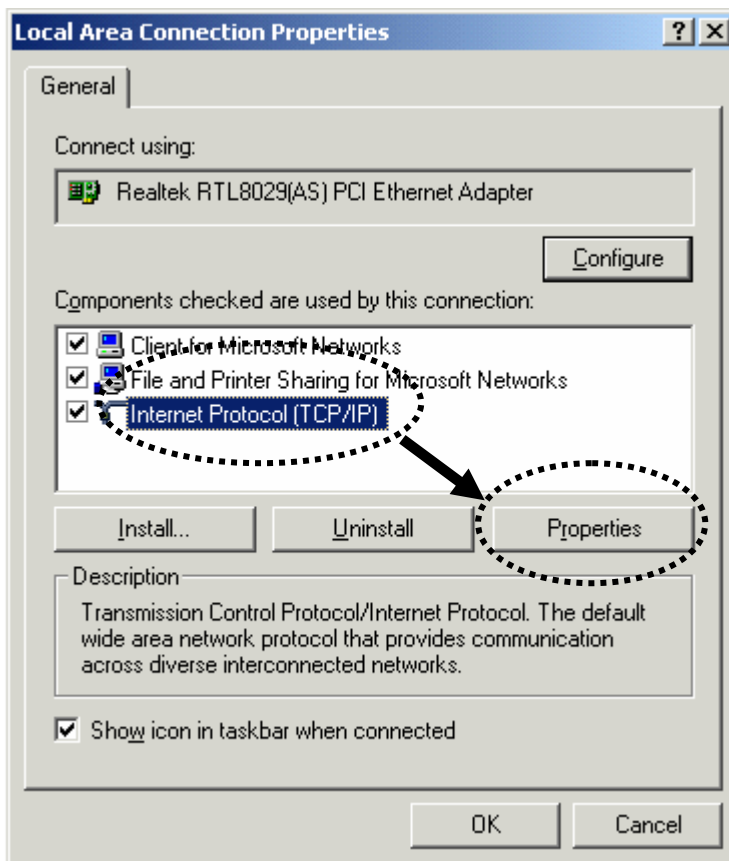 Local Area Connection Properties
General
Connect using:
Realtek RTL8029(AS) PCI Ethernet Adapter
Configure
Components checked are used by this connection:
Client for Microsoft Networks
File and Printer Sharing for Microsoft Networks
Internet Protocol (TCP/IP)
Install... Uninstall Properties
Description
Transmission Control Protocol/Internet Protocol. The default
wide area network protocol that provides communication
across diverse interconnected networks.
Show icon in taskbar when connected
OK Cancel